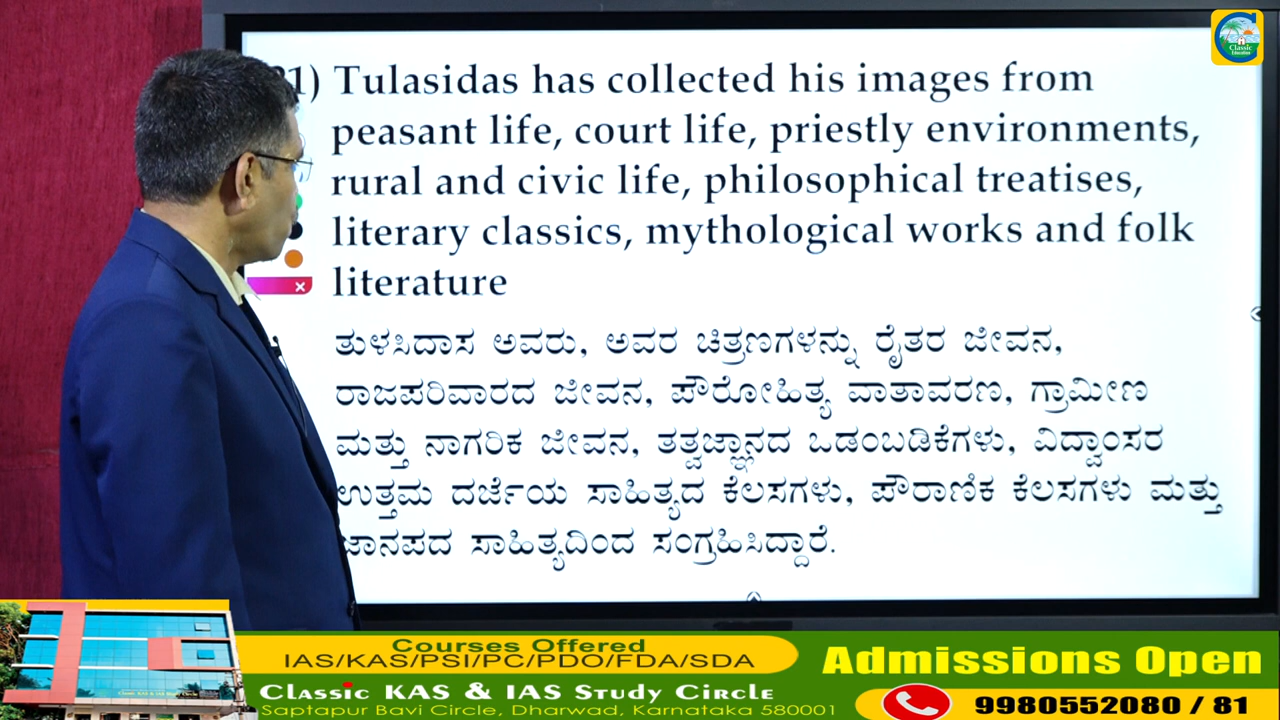 1) Tulasidas has collected his images from
peasant life, court life, priestly environments,
rural and civic life, philosophical treatises,
literary classics, mythological works and folk
literature
ತುಳಸಿದಾಸ ಅವರು, ಅವರ ಚಿತ್ರಣಗಳನ್ನು ರೈತರ ಜೀವನ,
ರಾಜಪರಿವಾರದ ಜೀವನ, ಪೌರೋಹಿತ್ಯ ವಾತಾವರಣ, ಗ್ರಾಮೀಣ
ಮತ್ತು ನಾಗರಿಕ ಜೀವನ, ತತ್ವಜ್ಞಾನದ ಒಡಂಬಡಿಕೆಗಳು, ವಿದ್ವಾಂಸರ
ಉತ್ತಮ ದರ್ಜೆಯ ಸಾಹಿತ್ಯದ ಕೆಲಸಗಳು, ಪೌರಾಣಿಕ ಕೆಲಸಗಳು ಮತ್ತು
ಜಾನಪದ ಸಾಹಿತ್ಯದಿಂದ ಸಂಗ್ರಹಿಸಿದ್ದಾರೆ.
Classic
Education
Courses Offered
IAS/KAS/PSI/PC/PDO/FDA/SDA
Classic KAS & IAS Study Circle
Saptapur Bavi Circle, Dharwad, Karnataka 580001
Admissions Open
9980552080 / 81